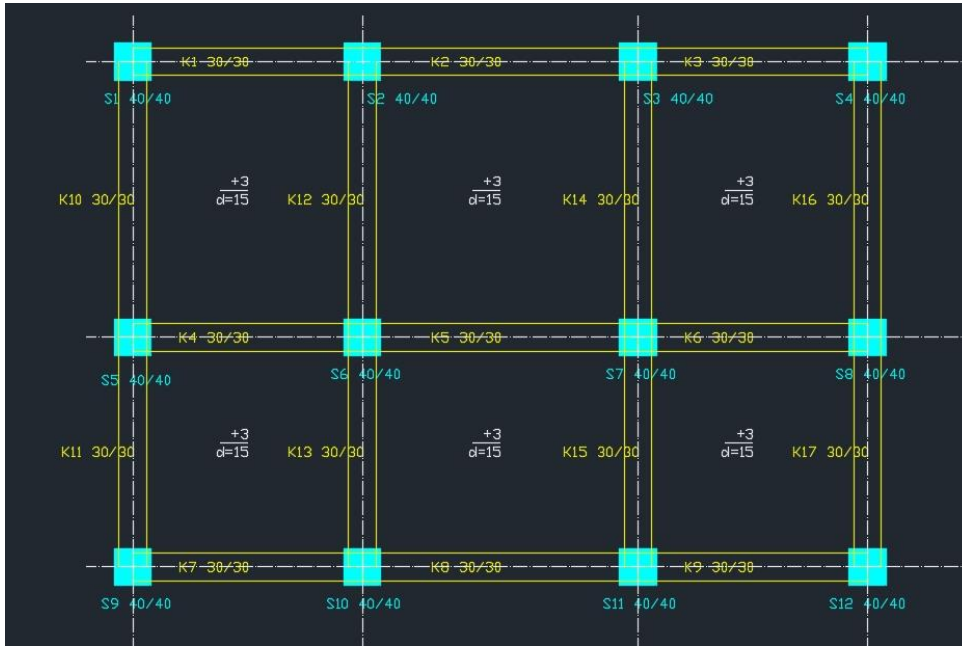 K1 30/30
K2 30/30
K3 30/30
S1 40/40
S2 40/40
S3 40/40
S4 40/40
+3
+3
+3
K10 30/30
d=15
K12 30/30
d=15
K14 30/30
d=15
K16 30/30
K4 30/30
K5 30/30
K6 30/30
S5 40/40
S6 40/40
S7 40/40
S8 40/40
+3
+3
+3
K11 30/30
d=15
K13 30/30
d=15
K15 30/30
d=15
K17 30/30
K7 30/30
K8 30/30
K9 30/30
S9 40/40
S10 40/40
S11 40/40
S12 40/40